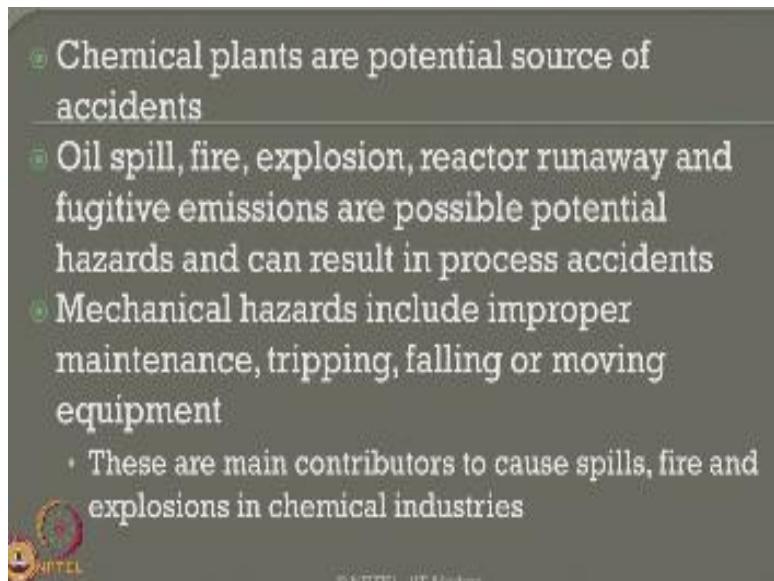 Chemical plants are potential source of
accidents
Oil spill, fire, explosion, reactor runaway and
fugitive emissions are possible potential
hazards and can result in process accidents
Mechanical hazards include improper
maintenance, tripping, falling or moving
equipment
These are main contributors to cause spills, fire and
explosions in chemical industries
NPTEL